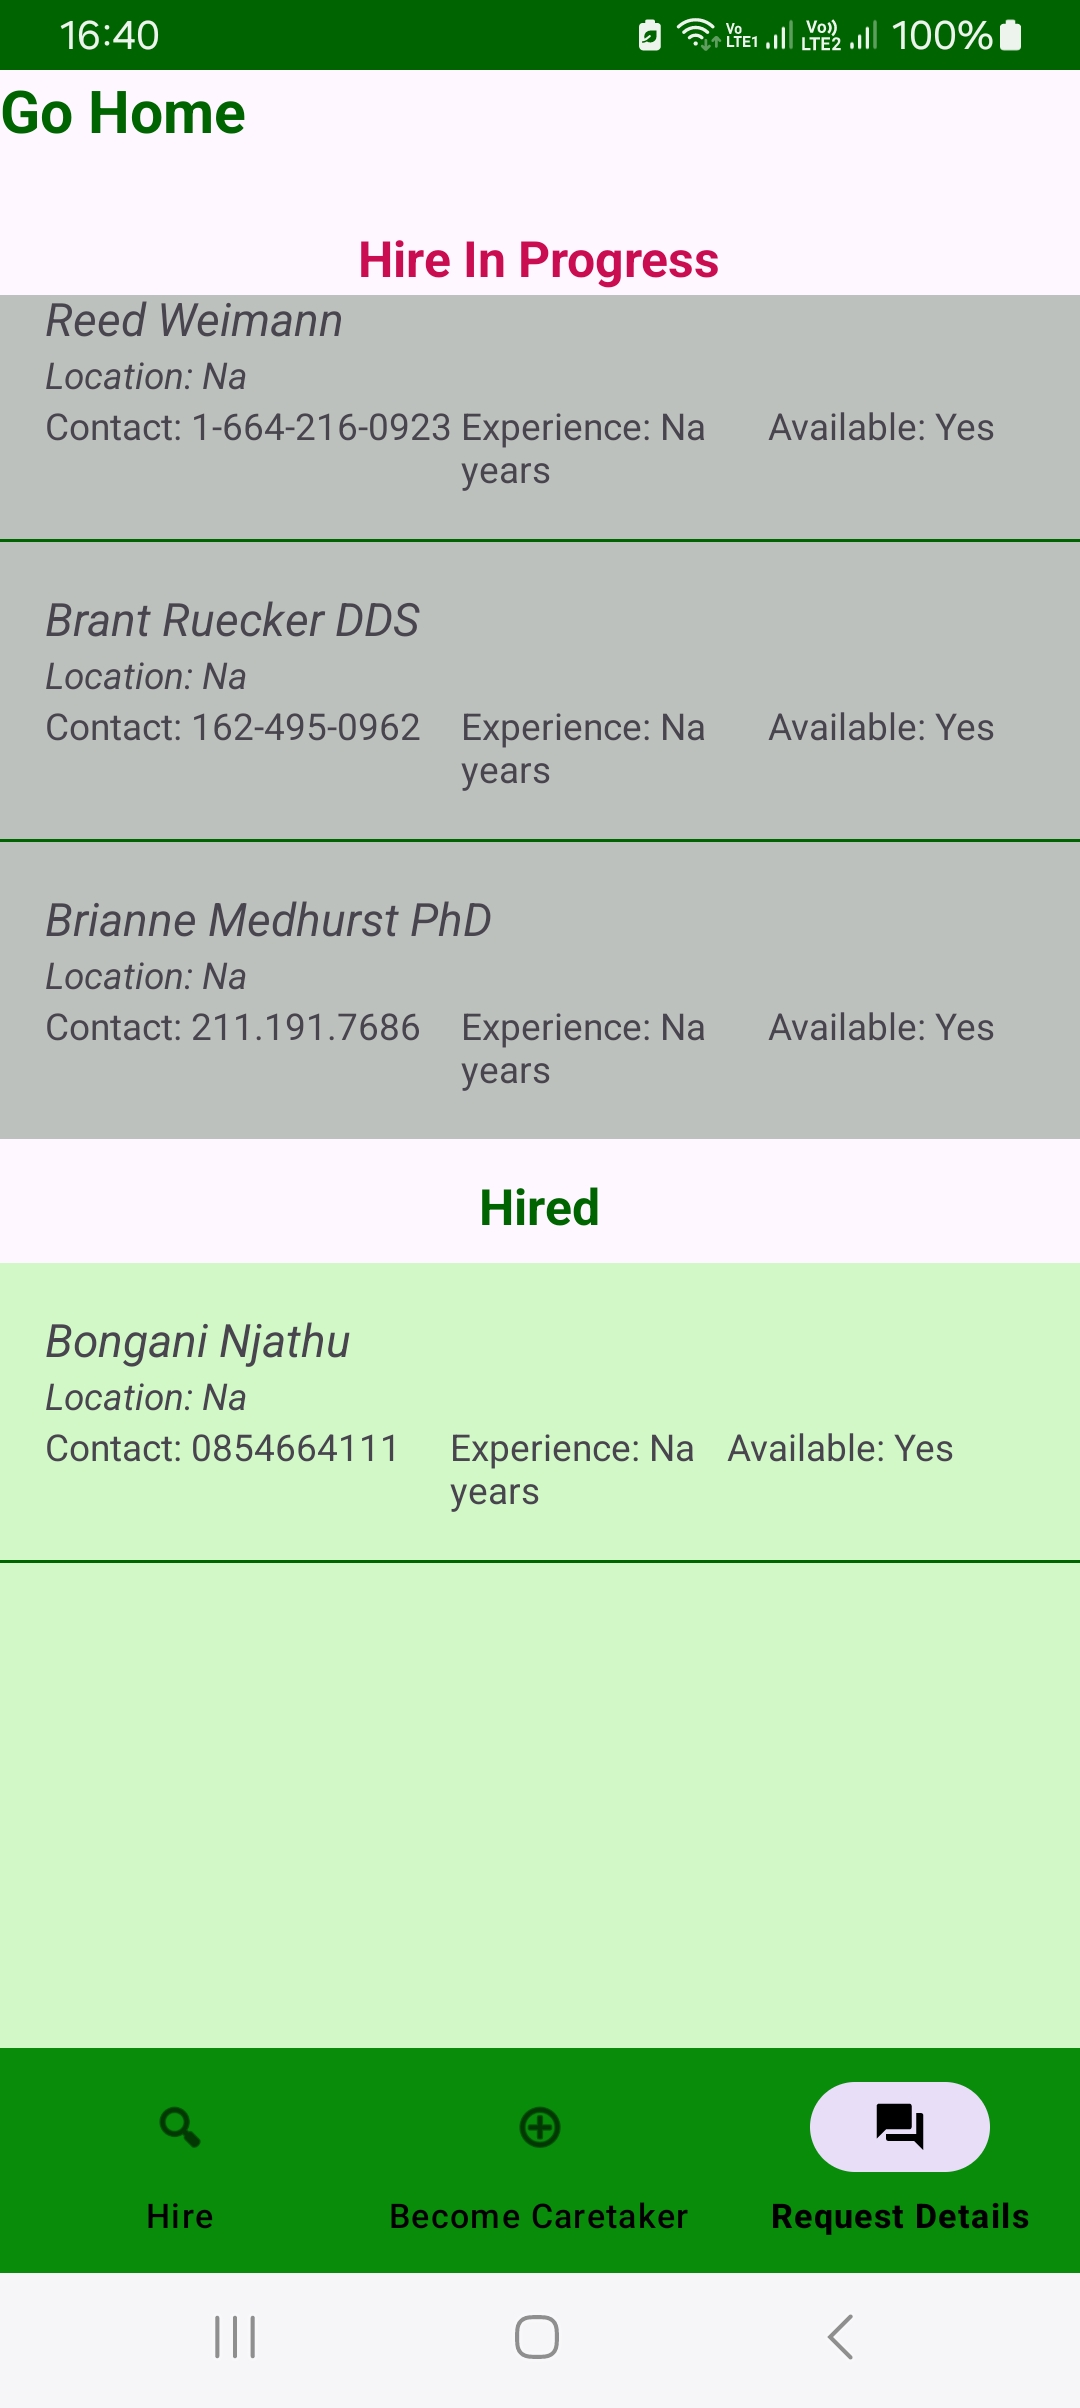 16:40 Vo LTE1 Vo)) LTE2 100%
Go Home
Hire In Progress
Reed Weimann
Location: Na
Contact: 1-664-216-0923 Experience: Na years Available: Yes
Brant Ruecker DDS
Location: Na
Contact: 162-495-0962 Experience: Na years Available: Yes
Brianne Medhurst PhD
Location: Na
Contact: 211.191.7686 Experience: Na years Available: Yes
Hired
Bongani Njathu
Location: Na
Contact: 0854664111 Experience: Na years Available: Yes
Hire Become Caretaker Request Details